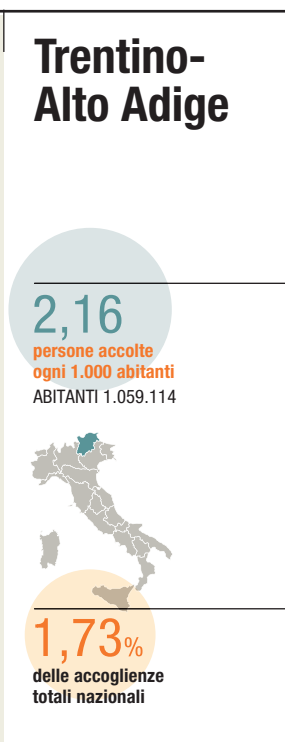 Trentino-
Alto Adige
2,16
persone accolte
ogni 1.000 abitanti
ABITANTI 1.059.114
1,73%
delle accoglienze
totali nazionali